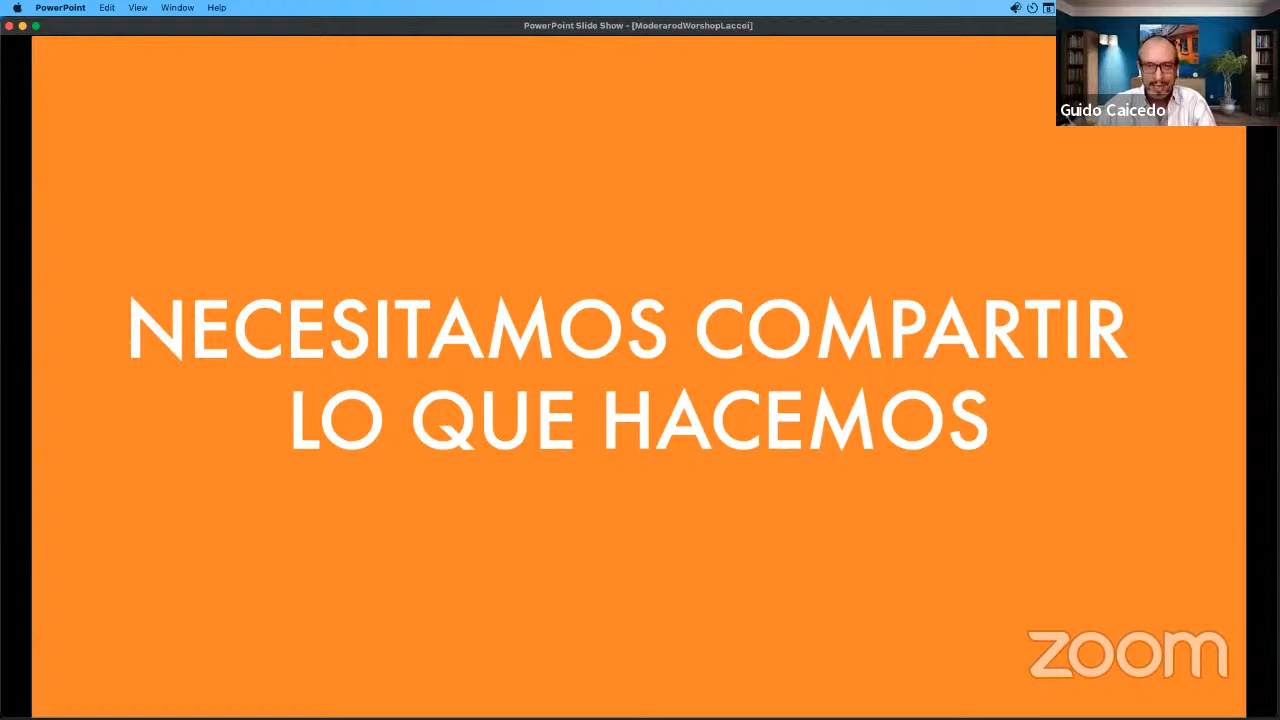 PowerPoint Edit View Window Help
PowerPoint Slide Show - [ModerarodWorshopLaccei]
Guido Caicedo
NECESITAMOS COMPARTIR
LO QUE HACEMOS
zoom